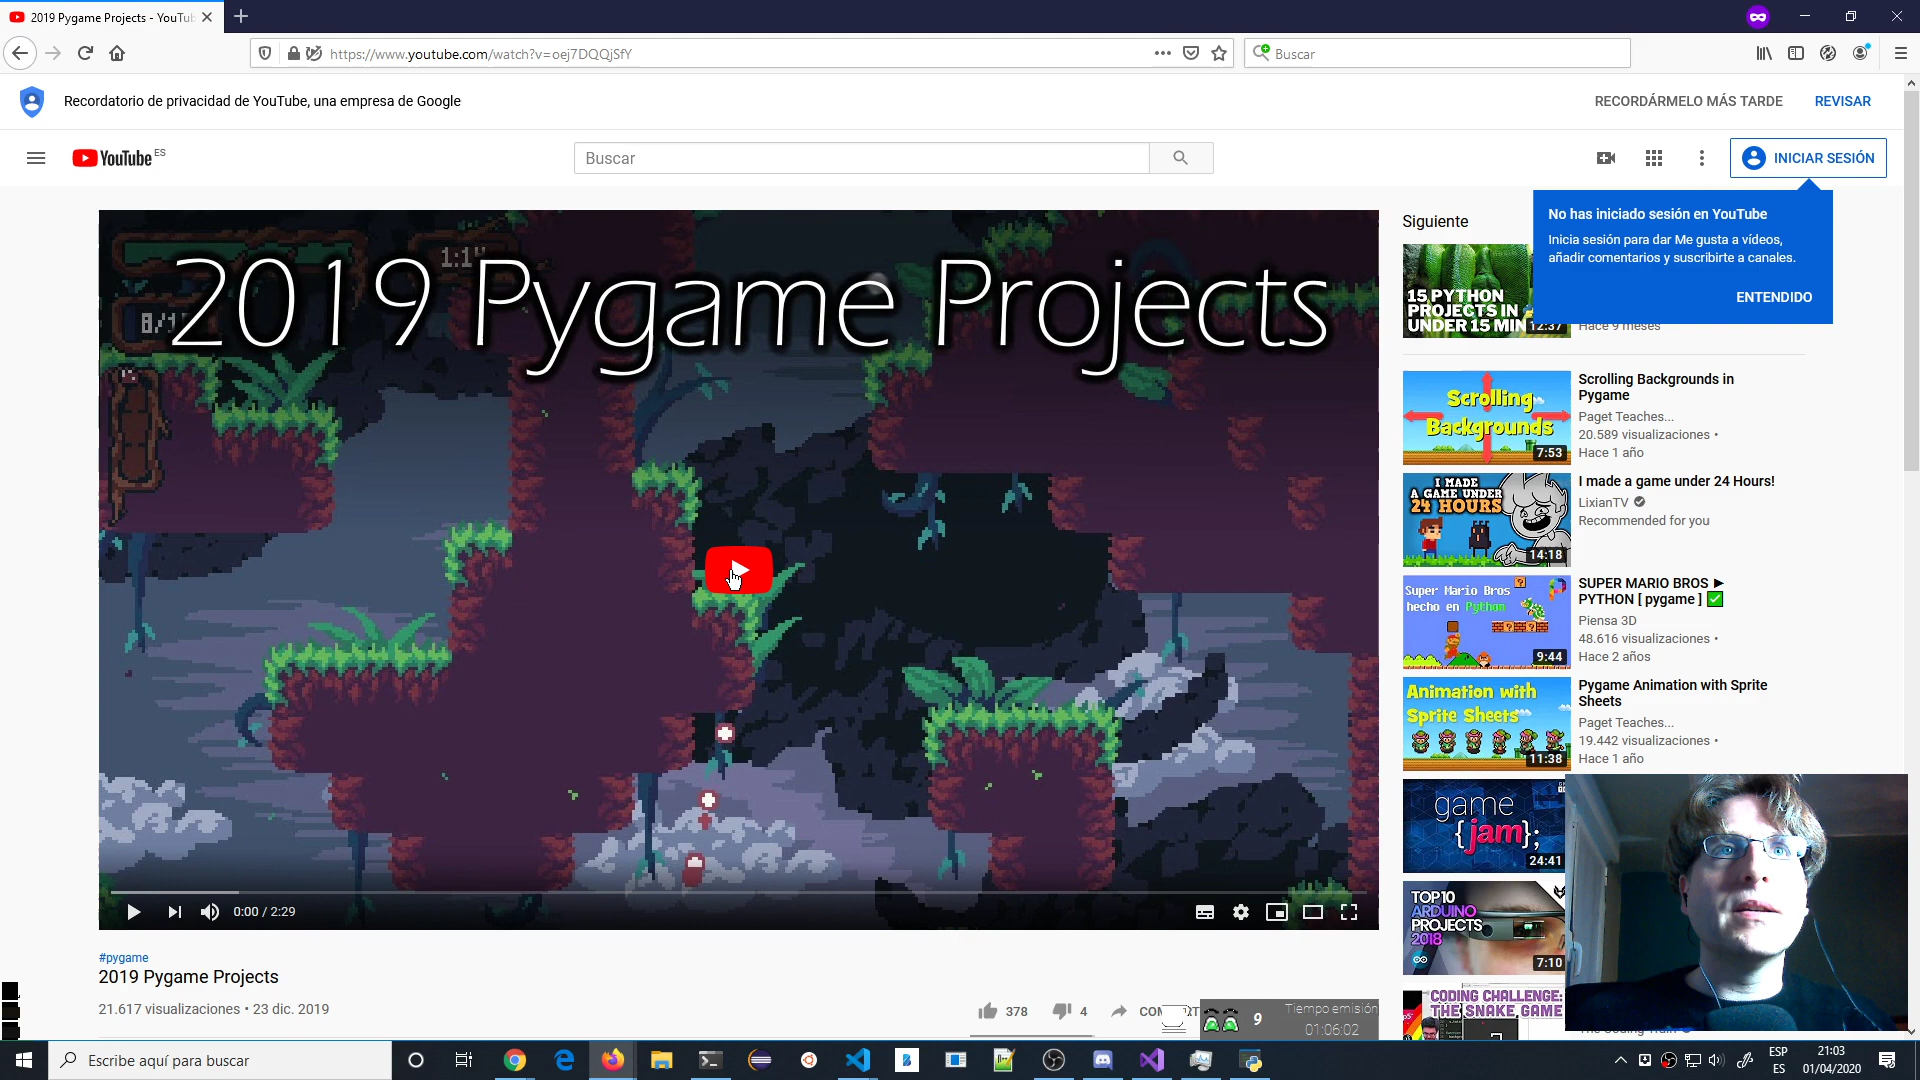 2019 Pygame Projects - YouTub
https://www.youtube.com/watch?v=oej7DQQjSfY
Buscar
Recordatorio de privacidad de YouTube, una empresa de Google
RECORDÁRMELO MÁS TARDE
REVISAR
YouTube ES
Buscar
INICIAR SESIÓN
No has iniciado sesión en YouTube
Inicia sesión para dar Me gusta a vídeos,
añadir comentarios y suscribirte a canales.
ENTENDIDO
2019 Pygame Projects
0:00 / 2:29
#pygame
2019 Pygame Projects
21.617 visualizaciones • 23 dic. 2019
378
4
Tiempo emisión
9
01:06:02
Siguiente
15 PYTHON
PROJECTS IN
UNDER 15 MIN
12:37
Hace 9 meses
Scrolling
Backgrounds
7:53
Scrolling Backgrounds in
Pygame
Paget Teaches...
20.589 visualizaciones •
Hace 1 año
I MADE
A GAME UNDER
24 HOURS
14:18
I made a game under 24 Hours!
LixianTV
Recommended for you
Super Mario Bros
hecho en Python
9:44
SUPER MARIO BROS ▶
PYTHON [ pygame ] ✅
Piensa 3D
48.616 visualizaciones •
Hace 2 años
Animation with
Sprite Sheets
11:38
Pygame Animation with Sprite
Sheets
Paget Teaches...
19.442 visualizaciones •
Hace 1 año
game
{jam};
24:41
TOP10
ARDUINO
PROJECTS
2018
7:10
CODING CHALLENGE:
THE SNAKE GAME
Escribe aquí para buscar
ESP
ES
21:03
01/04/2020